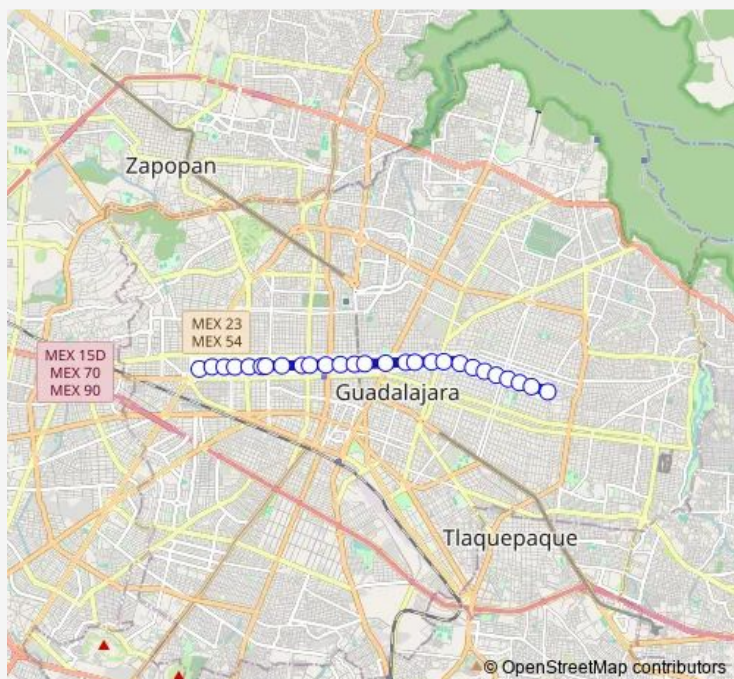 Zapopan
MEX 23
MEX 54
MEX 15D
MEX 70
MEX 90
Guadalajara
Tlaquepaque
© OpenStreetMap contributors